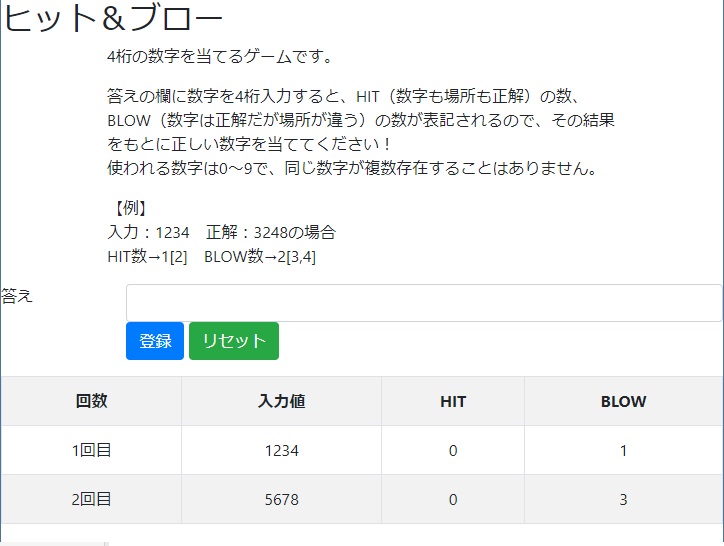 ヒット＆ブロー
4桁の数字を当てるゲームです。
答えの欄に数字を4桁入力すると、HIT（数字も場所も正解）の数、
BLOW（数字は正解だが場所が違う）の数が表記されるので、その結果
をもとに正しい数字を当ててください！
使われる数字は0～9で、同じ数字が複数存在することはありません。
【例】
入力：1234　正解：3248の場合
HIT数→1[2]　BLOW数→2[3,4]
答え
登録 リセット
回数 入力値 HIT BLOW
1回目 1234 0 1
2回目 5678 0 3